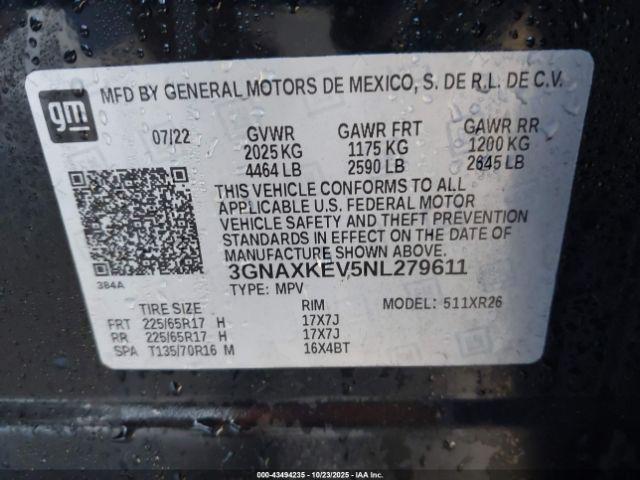 gm
MFD BY GENERAL MOTORS DE MEXICO, S. DE R.L. DE C.V.
07/22 GVWR GAWR FRT GAWR RR
2025 KG 1175 KG 1200 KG
4464 LB 2590 LB 2645 LB
THIS VEHICLE CONFORMS TO ALL
APPLICABLE U.S. FEDERAL MOTOR
VEHICLE SAFETY AND THEFT PREVENTION
STANDARDS IN EFFECT ON THE DATE OF
MANUFACTURE SHOWN ABOVE.
3GNAXKEV5NL279611
384A
TYPE: MPV
MODEL: 511XR26
TIRE SIZE RIM
FRT 225/65R17 H 17X7J
RR 225/65R17 H 17X7J
SPA T135/70R16 M 16X4BT
000-43494235 - 10/23/2025 - IAA, Inc.